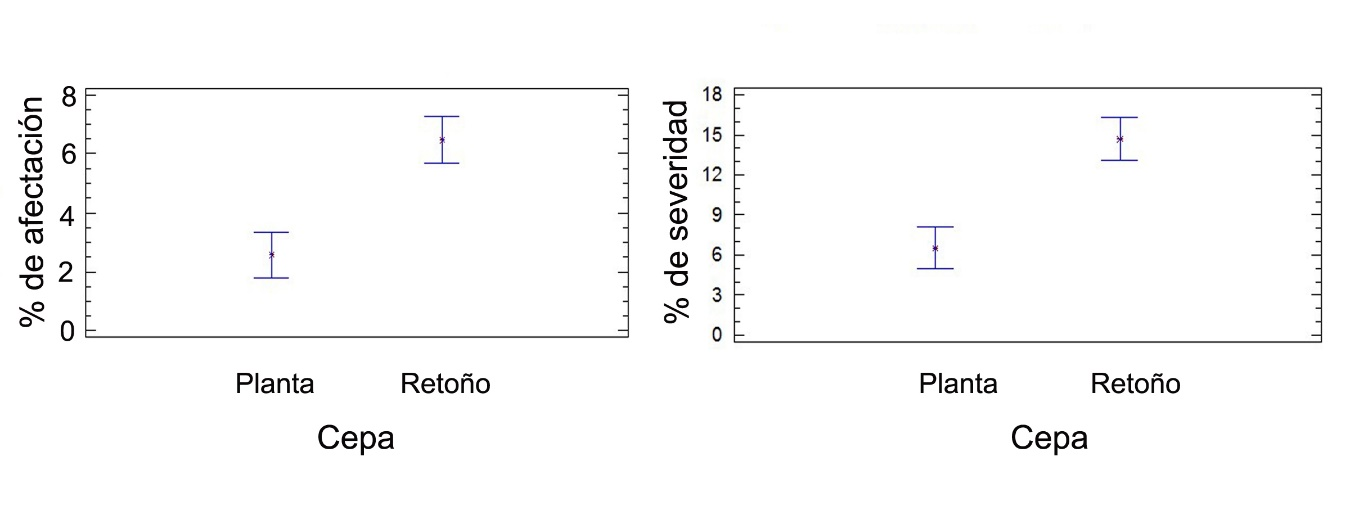 % de afectación
8
6
4
2
0
Planta Retoño
Cepa
% de severidad
18
15
12
9
6
3
0
Planta Retoño
Cepa